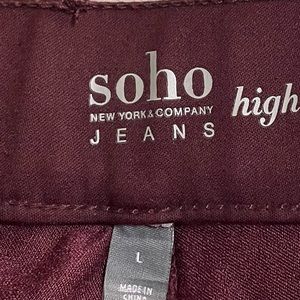 soho
NEW YORK & COMPANY
JEANS
high
L
MADE IN
CHINA